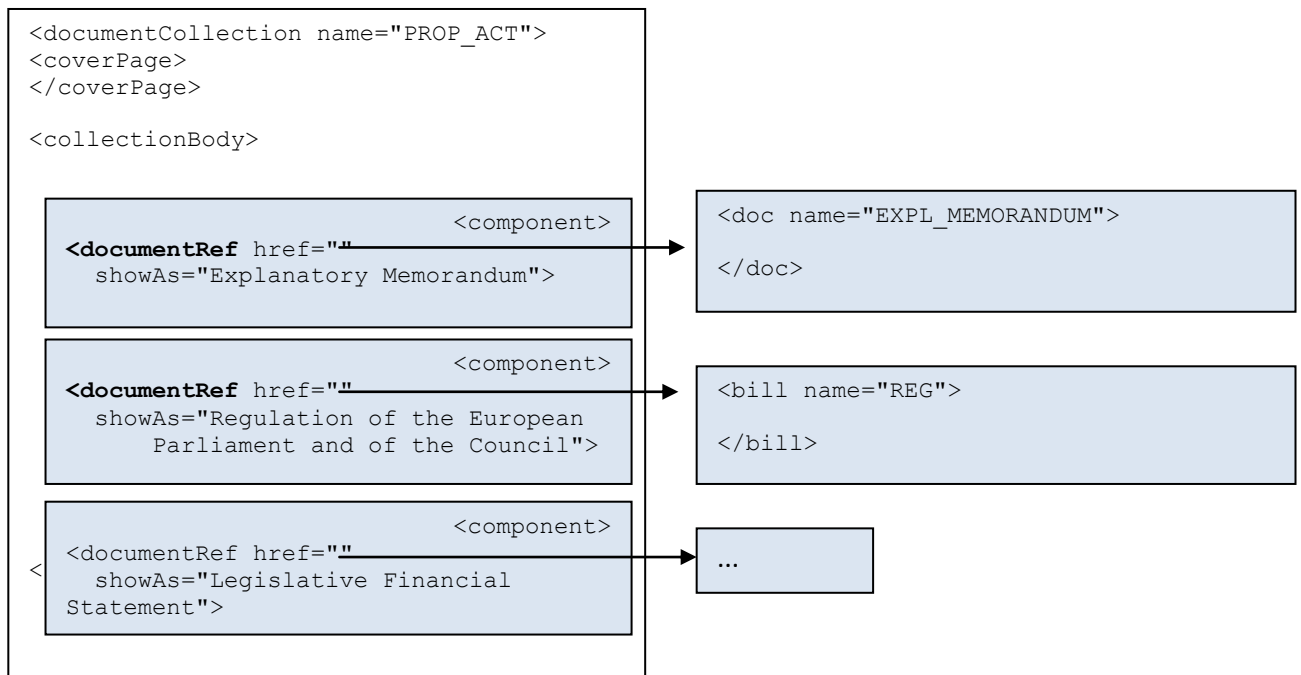 <documentCollection name="PROP_ACT">
<coverPage>
</coverPage>
<collectionBody>
<component>
<documentRef href=""
showAs="Explanatory Memorandum">
<doc name="EXPL_MEMORANDUM">
</doc>
<component>
<documentRef href=""
showAs="Regulation of the European
Parliament and of the Council">
<bill name="REG">
</bill>
<component>
<documentRef href=""
<
showAs="Legislative Financial
Statement">
…